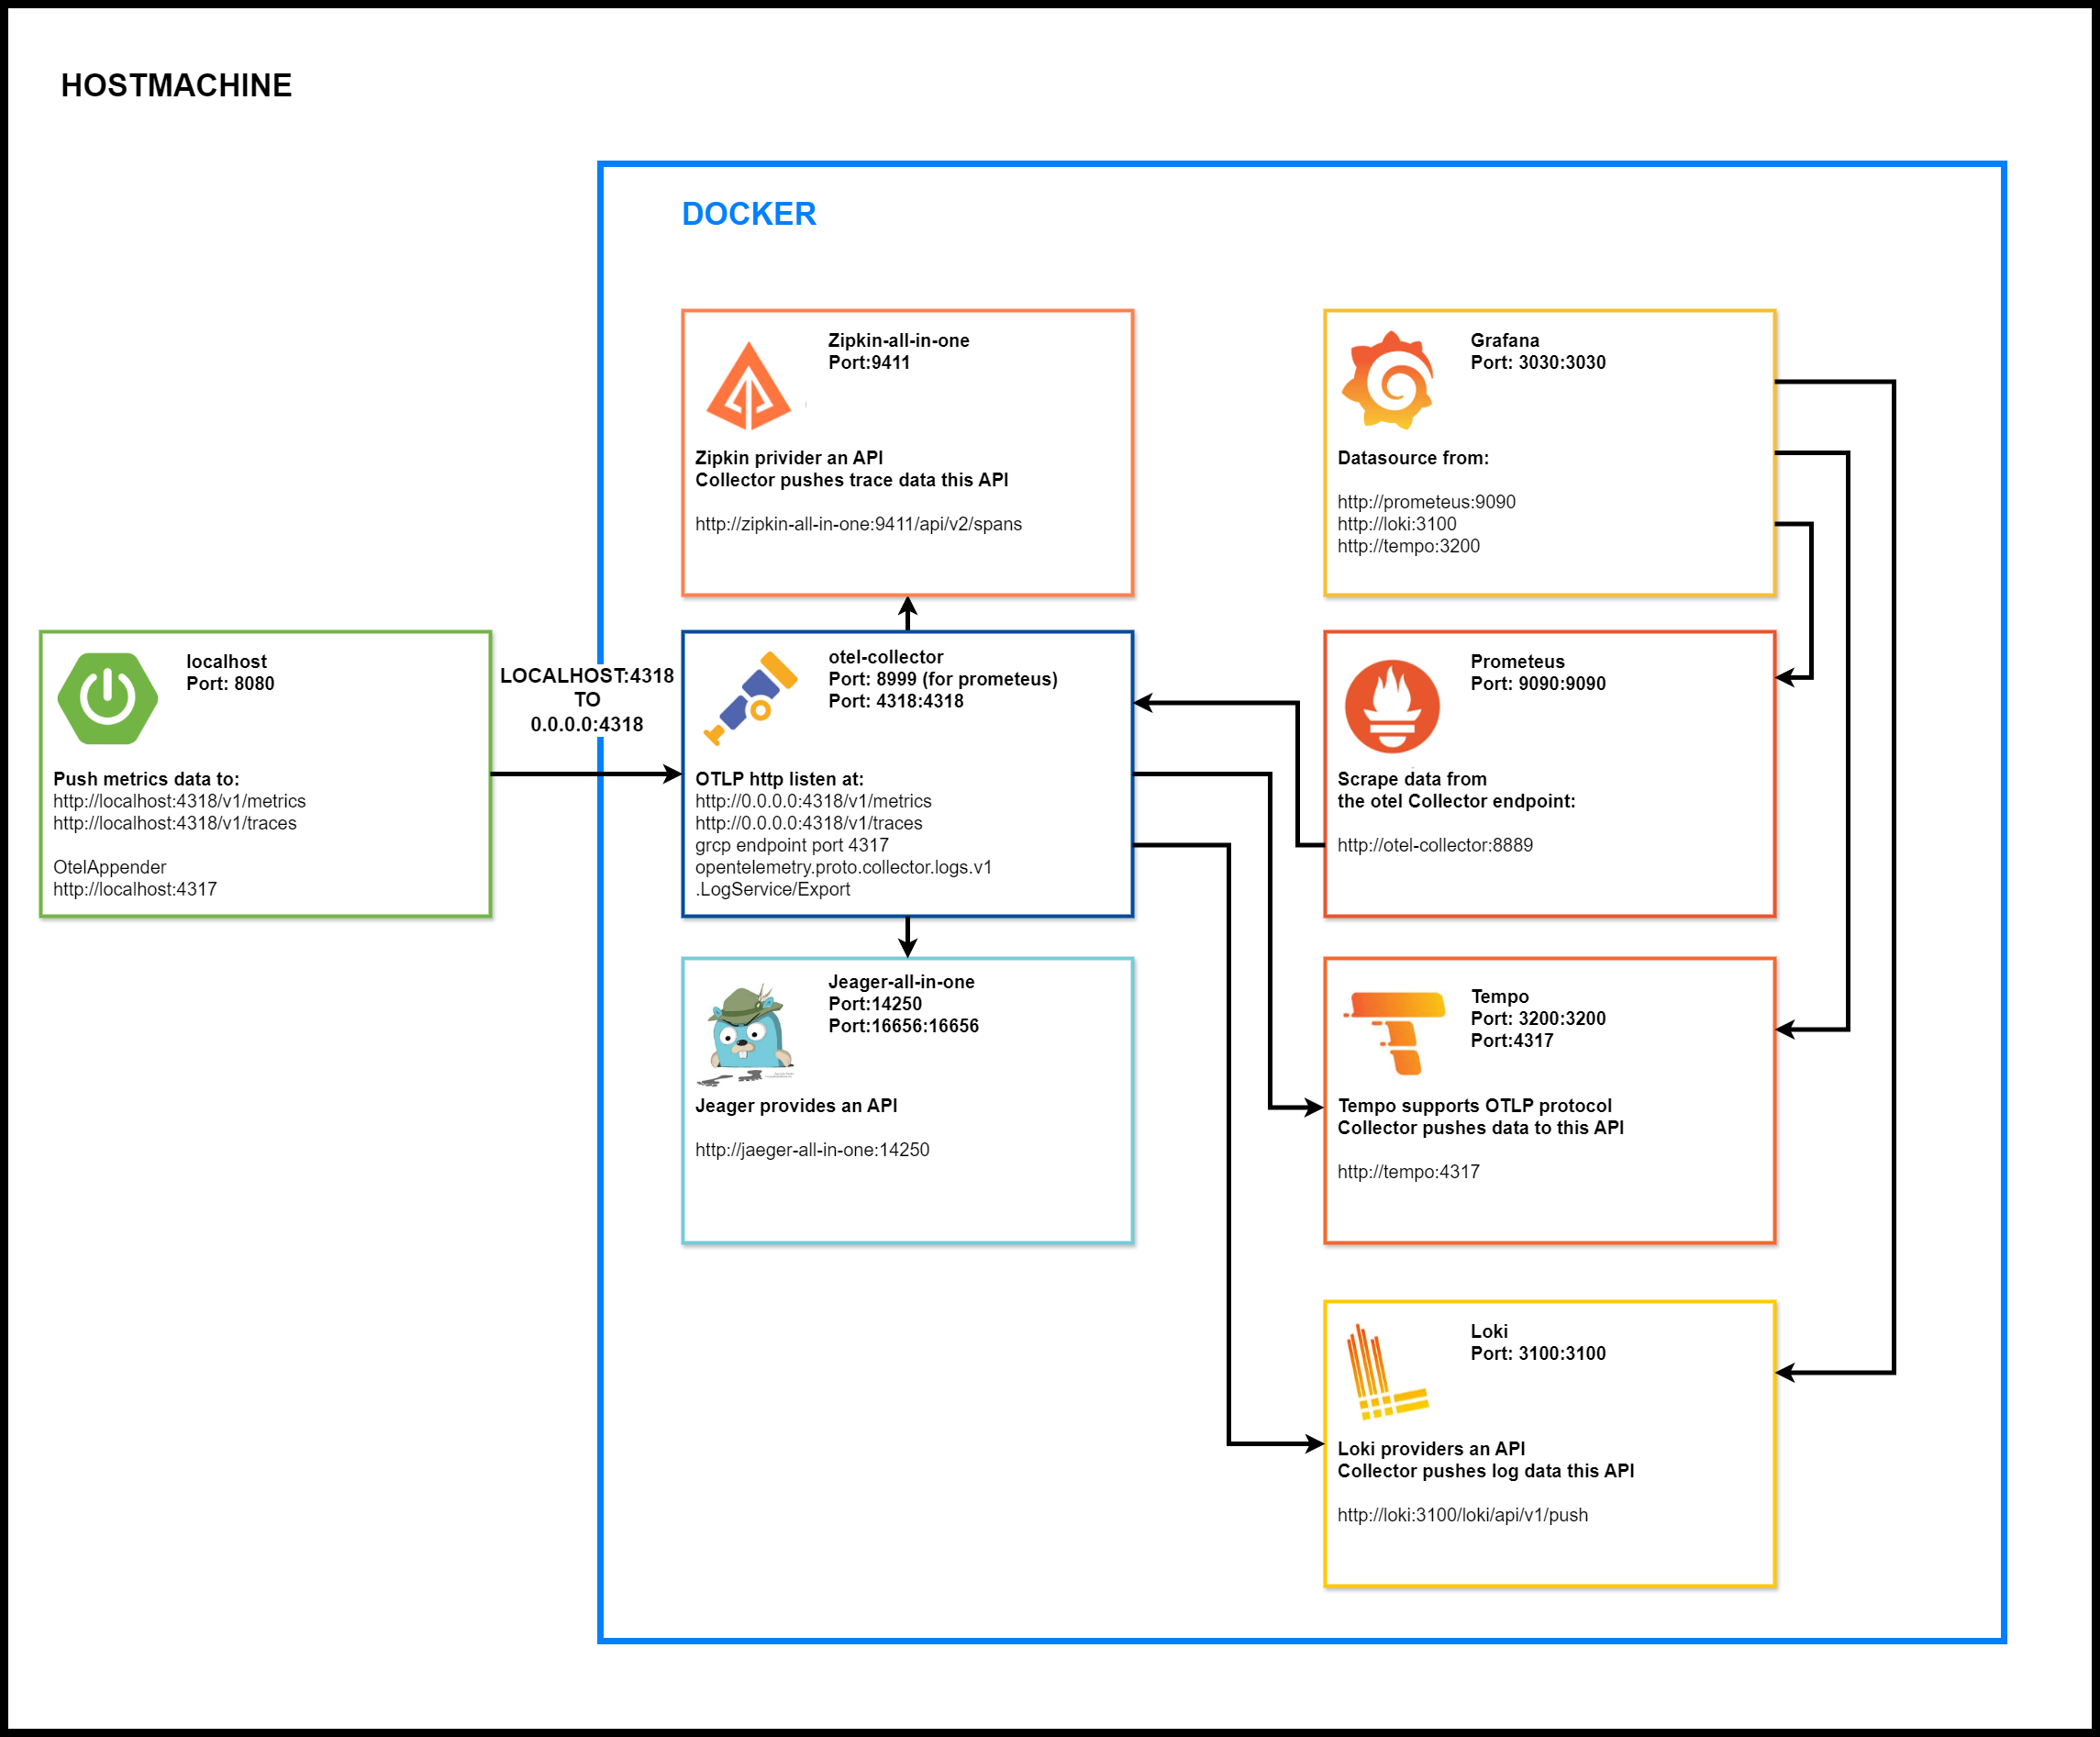 HOSTMACHINE
DOCKER
Zipkin-all-in-one
Port:9411
Zipkin privider an API
Collector pushes trace data this API
http://zipkin-all-in-one:9411/api/v2/spans
Grafana
Port: 3030:3030
Datasource from:
http://prometeus:9090
http://loki:3100
http://tempo:3200
localhost
Port: 8080
Push metrics data to:
http://localhost:4318/v1/metrics
http://localhost:4318/v1/traces
OtelAppender
http://localhost:4317
LOCALHOST:4318
TO
0.0.0.0:4318
otel-collector
Port: 8999 (for prometeus)
Port: 4318:4318
OTLP http listen at:
http://0.0.0.0:4318/v1/metrics
http://0.0.0.0:4318/v1/traces
grcp endpoint port 4317
opentelemetry.proto.collector.logs.v1
.LogService/Export
Prometeus
Port: 9090:9090
Scrape data from
the otel Collector endpoint:
http://otel-collector:8889
Jeager-all-in-one
Port:14250
Port:16656:16656
Jeager provides an API
http://jaeger-all-in-one:14250
Tempo
Port: 3200:3200
Port:4317
Tempo supports OTLP protocol
Collector pushes data to this API
http://tempo:4317
Loki
Port: 3100:3100
Loki providers an API
Collector pushes log data this API
http://loki:3100/loki/api/v1/push